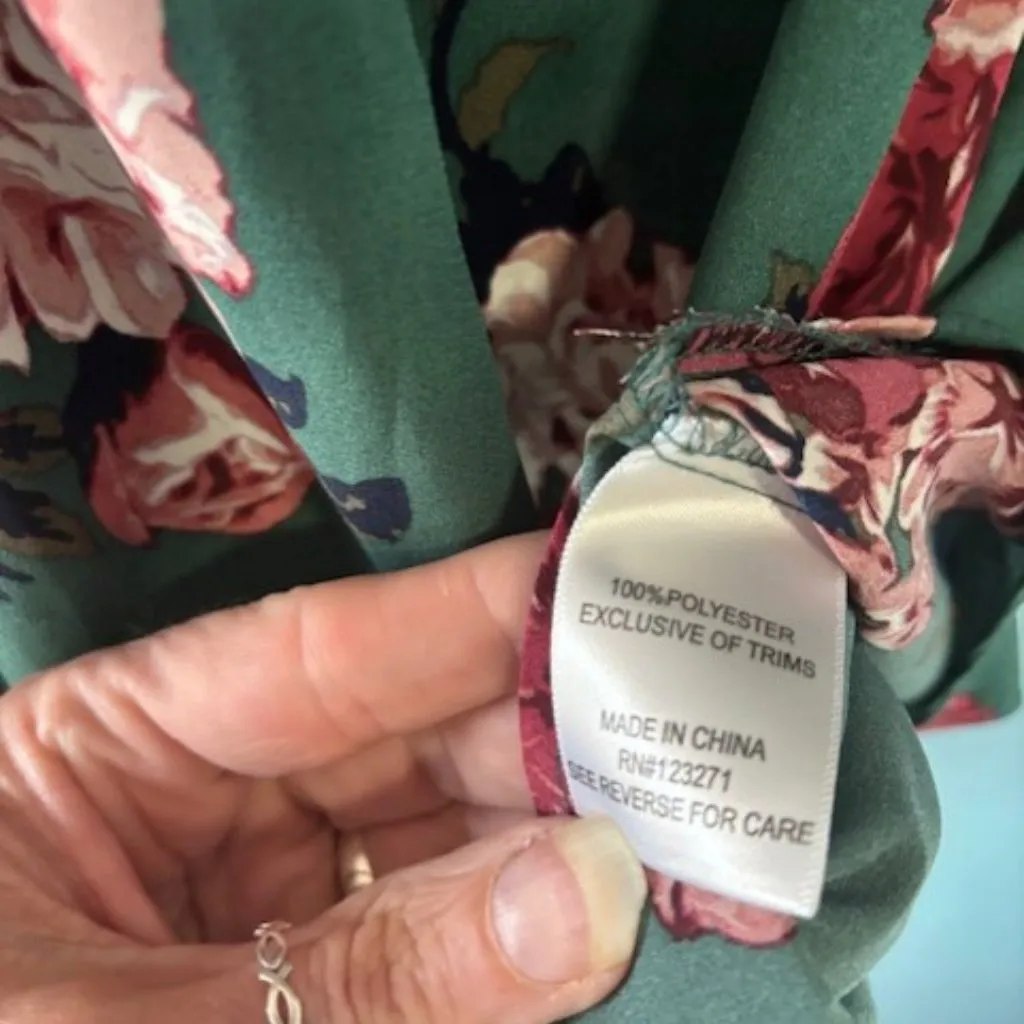 100%POLYESTER
EXCLUSIVE OF TRIMS
MADE IN CHINA
RN#123271
SEE REVERSE FOR CARE